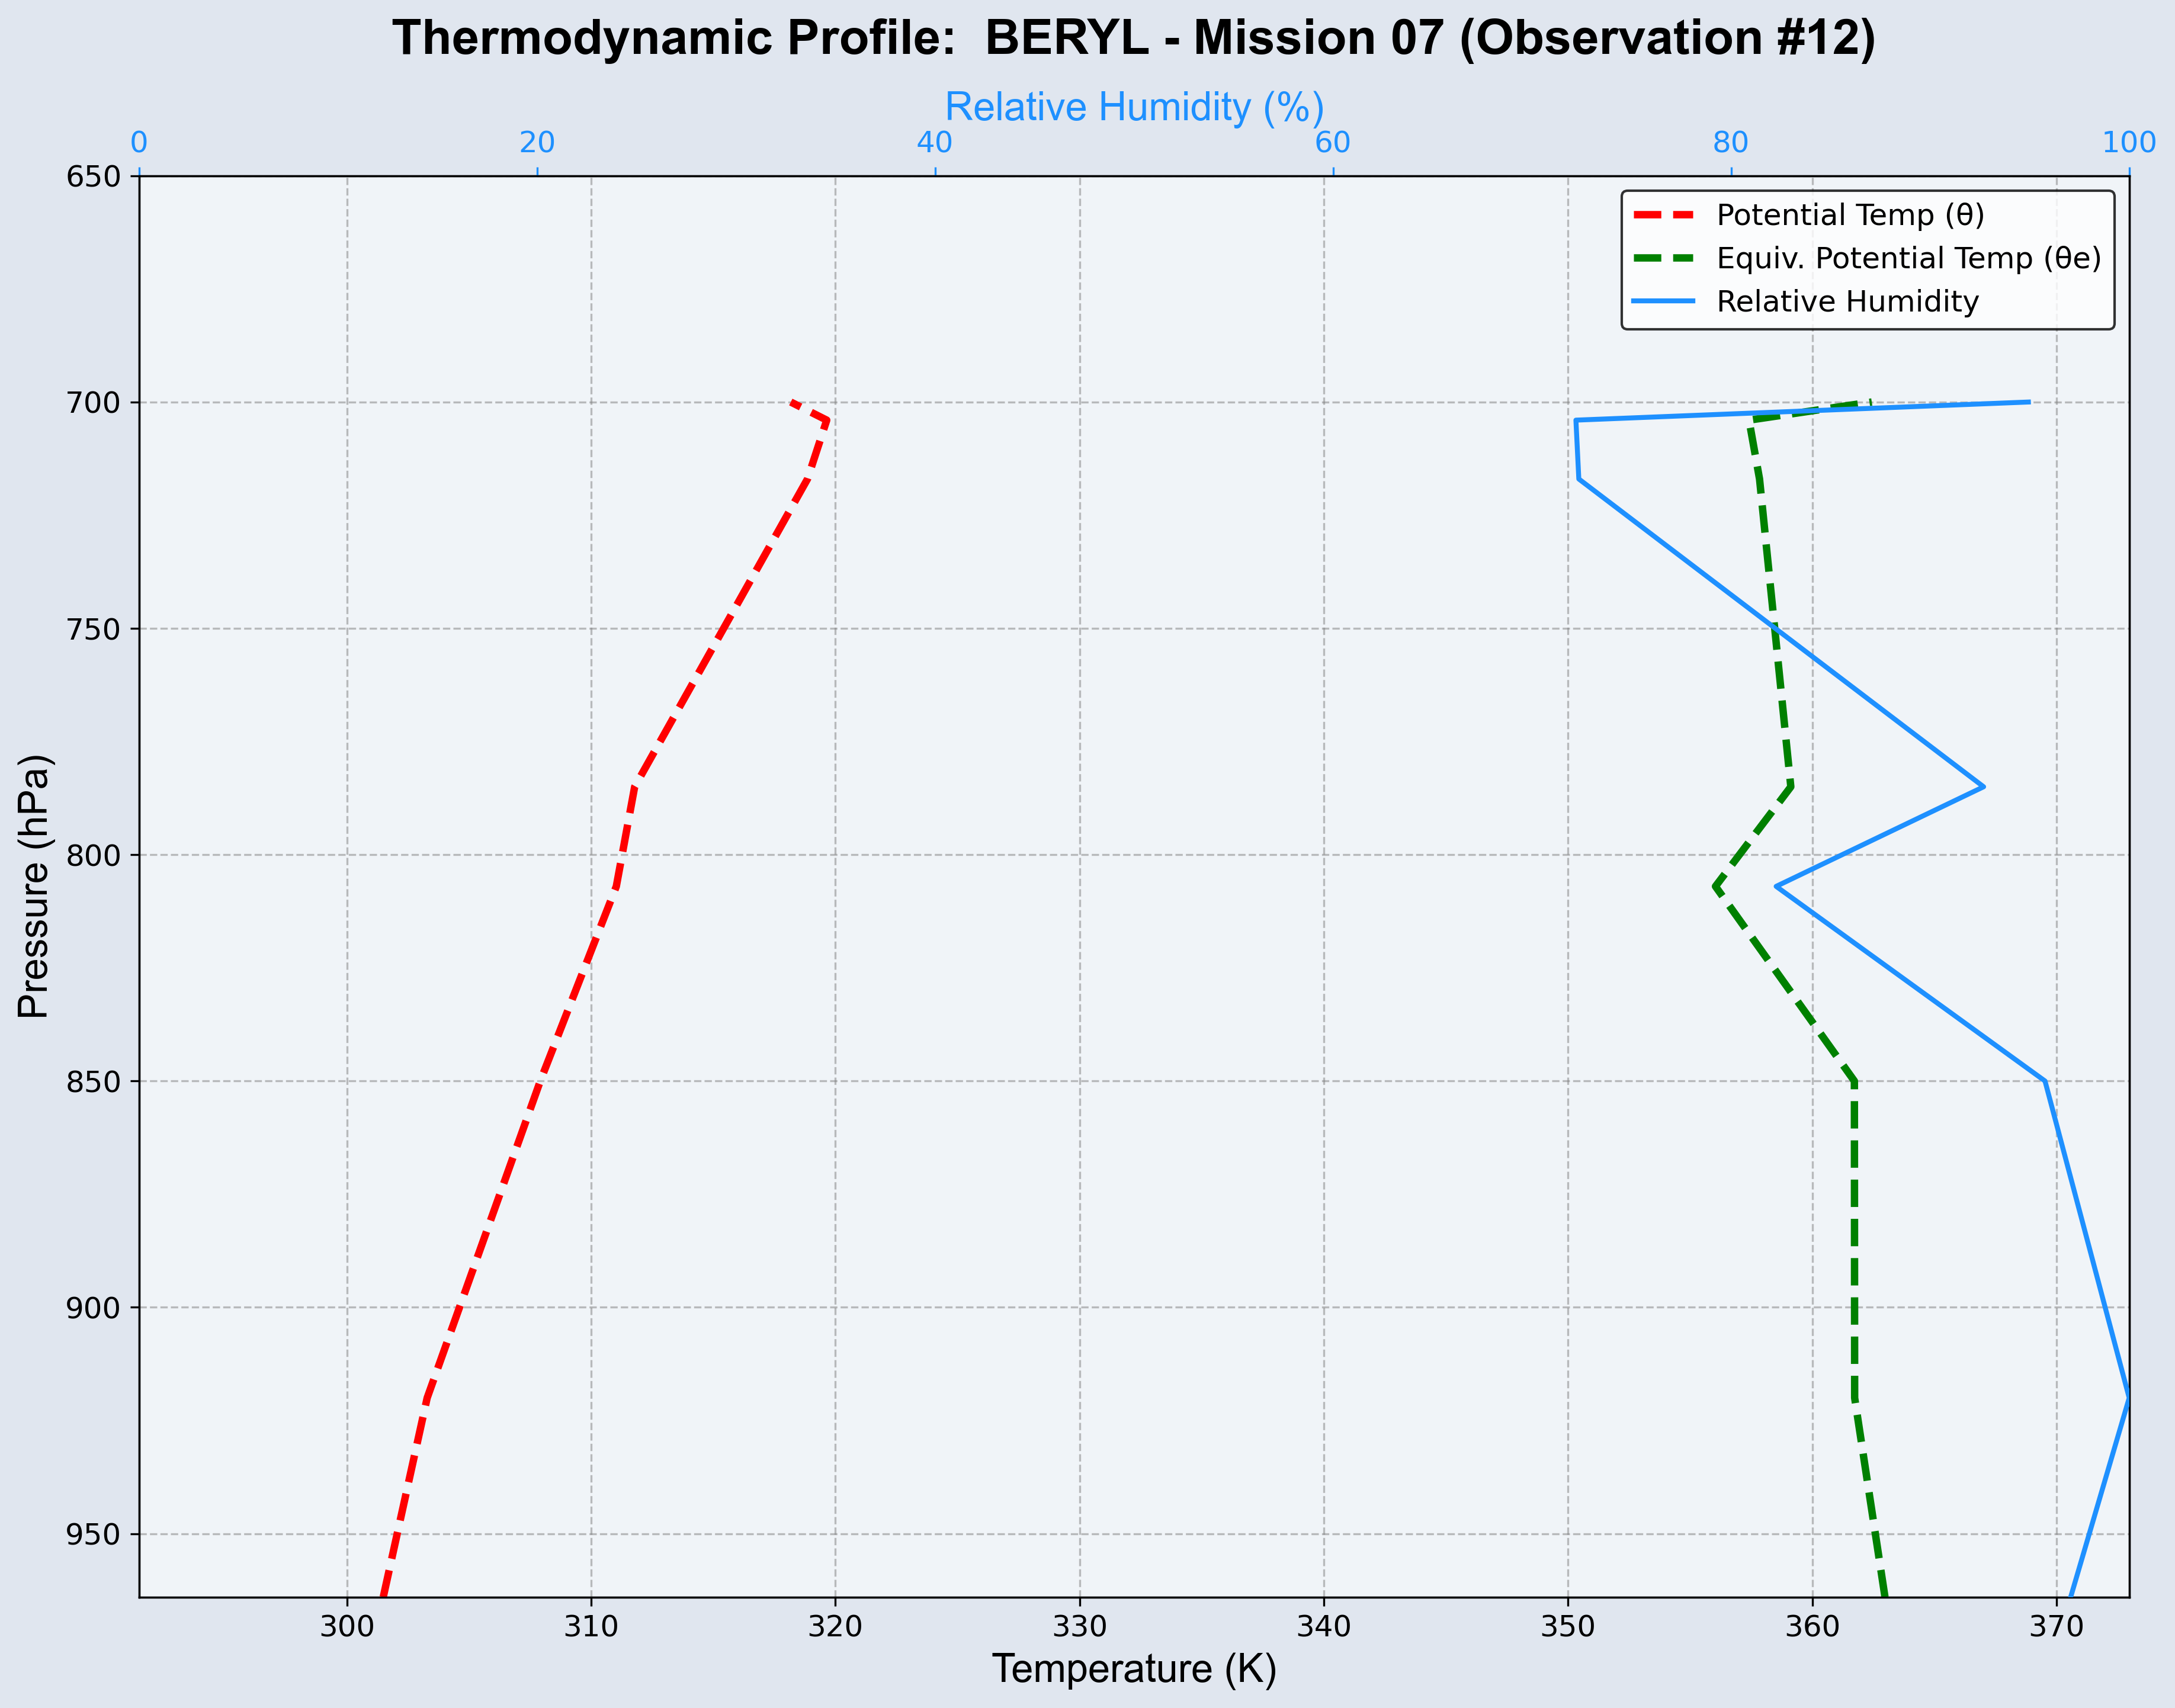 Thermodynamic Profile:  BERYL - Mission 07 (Observation #12)
Relative Humidity (%)
0 20 40 60 80 100
Potential Temp (θ)
Equiv. Potential Temp (θe)
Relative Humidity
650
700
750
800
850
900
950
Pressure (hPa)
300 310 320 330 340 350 360 370
Temperature (K)